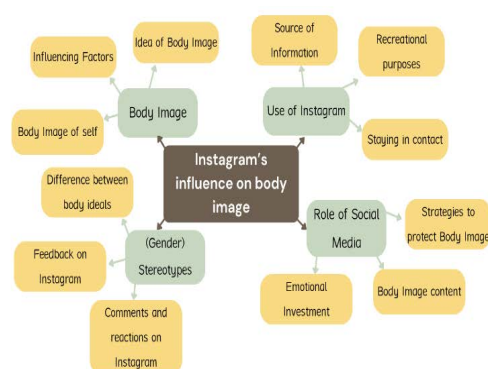 Idea of Body Image
Influencing Factors
Body Image
Body Image of self
Source of
Information
Recreational
purposes
Use of Instagram
Staying in contact
Instagram's
influence on body
image
Difference between
body ideals
(Gender)
Stereotypes
Feedback on
Instagram
Comments and
reactions on
Instagram
Role of Social
Media
Strategies to
protect Body Image
Emotional
Investment
Body Image content